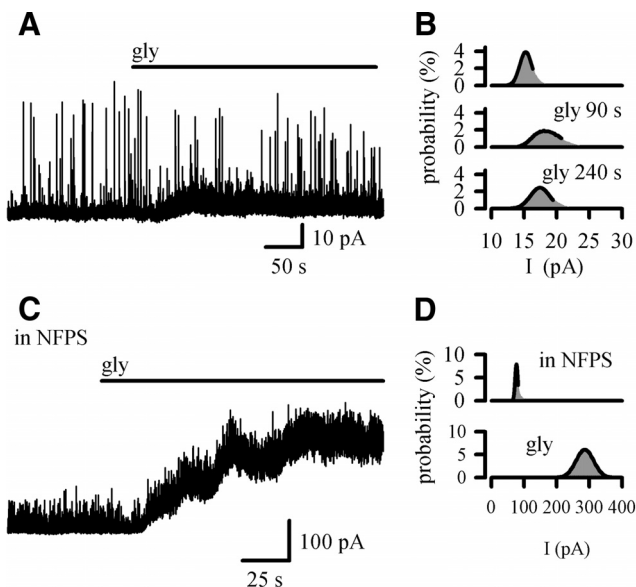 A
gly
10 pA
50 s
B
probability (%)
4
2
0
4
gly 90 s
2
0
4
gly 240 s
2
0
10 15 20 25 30
I (pA)
C
in NFPS
gly
100 pA
25 s
D
probability (%)
10
in NFPS
5
0
10
gly
5
0
0 100 200 300 400
I (pA)